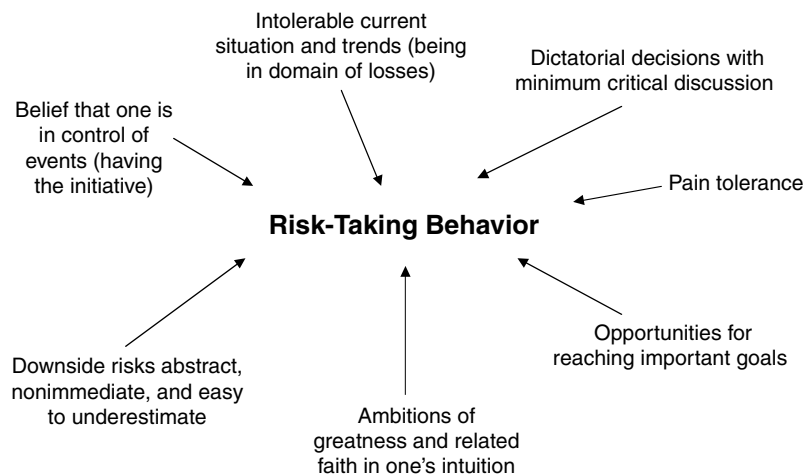 Intolerable current
situation and trends (being
in domain of losses)
Dictatorial decisions with
minimum critical discussion
Belief that one is
in control of
events (having
the initiative)
Pain tolerance
Risk-Taking Behavior
Opportunities for
reaching important goals
Downside risks abstract,
nonimmediate, and easy
to underestimate
Ambitions of
greatness and related
faith in one's intuition